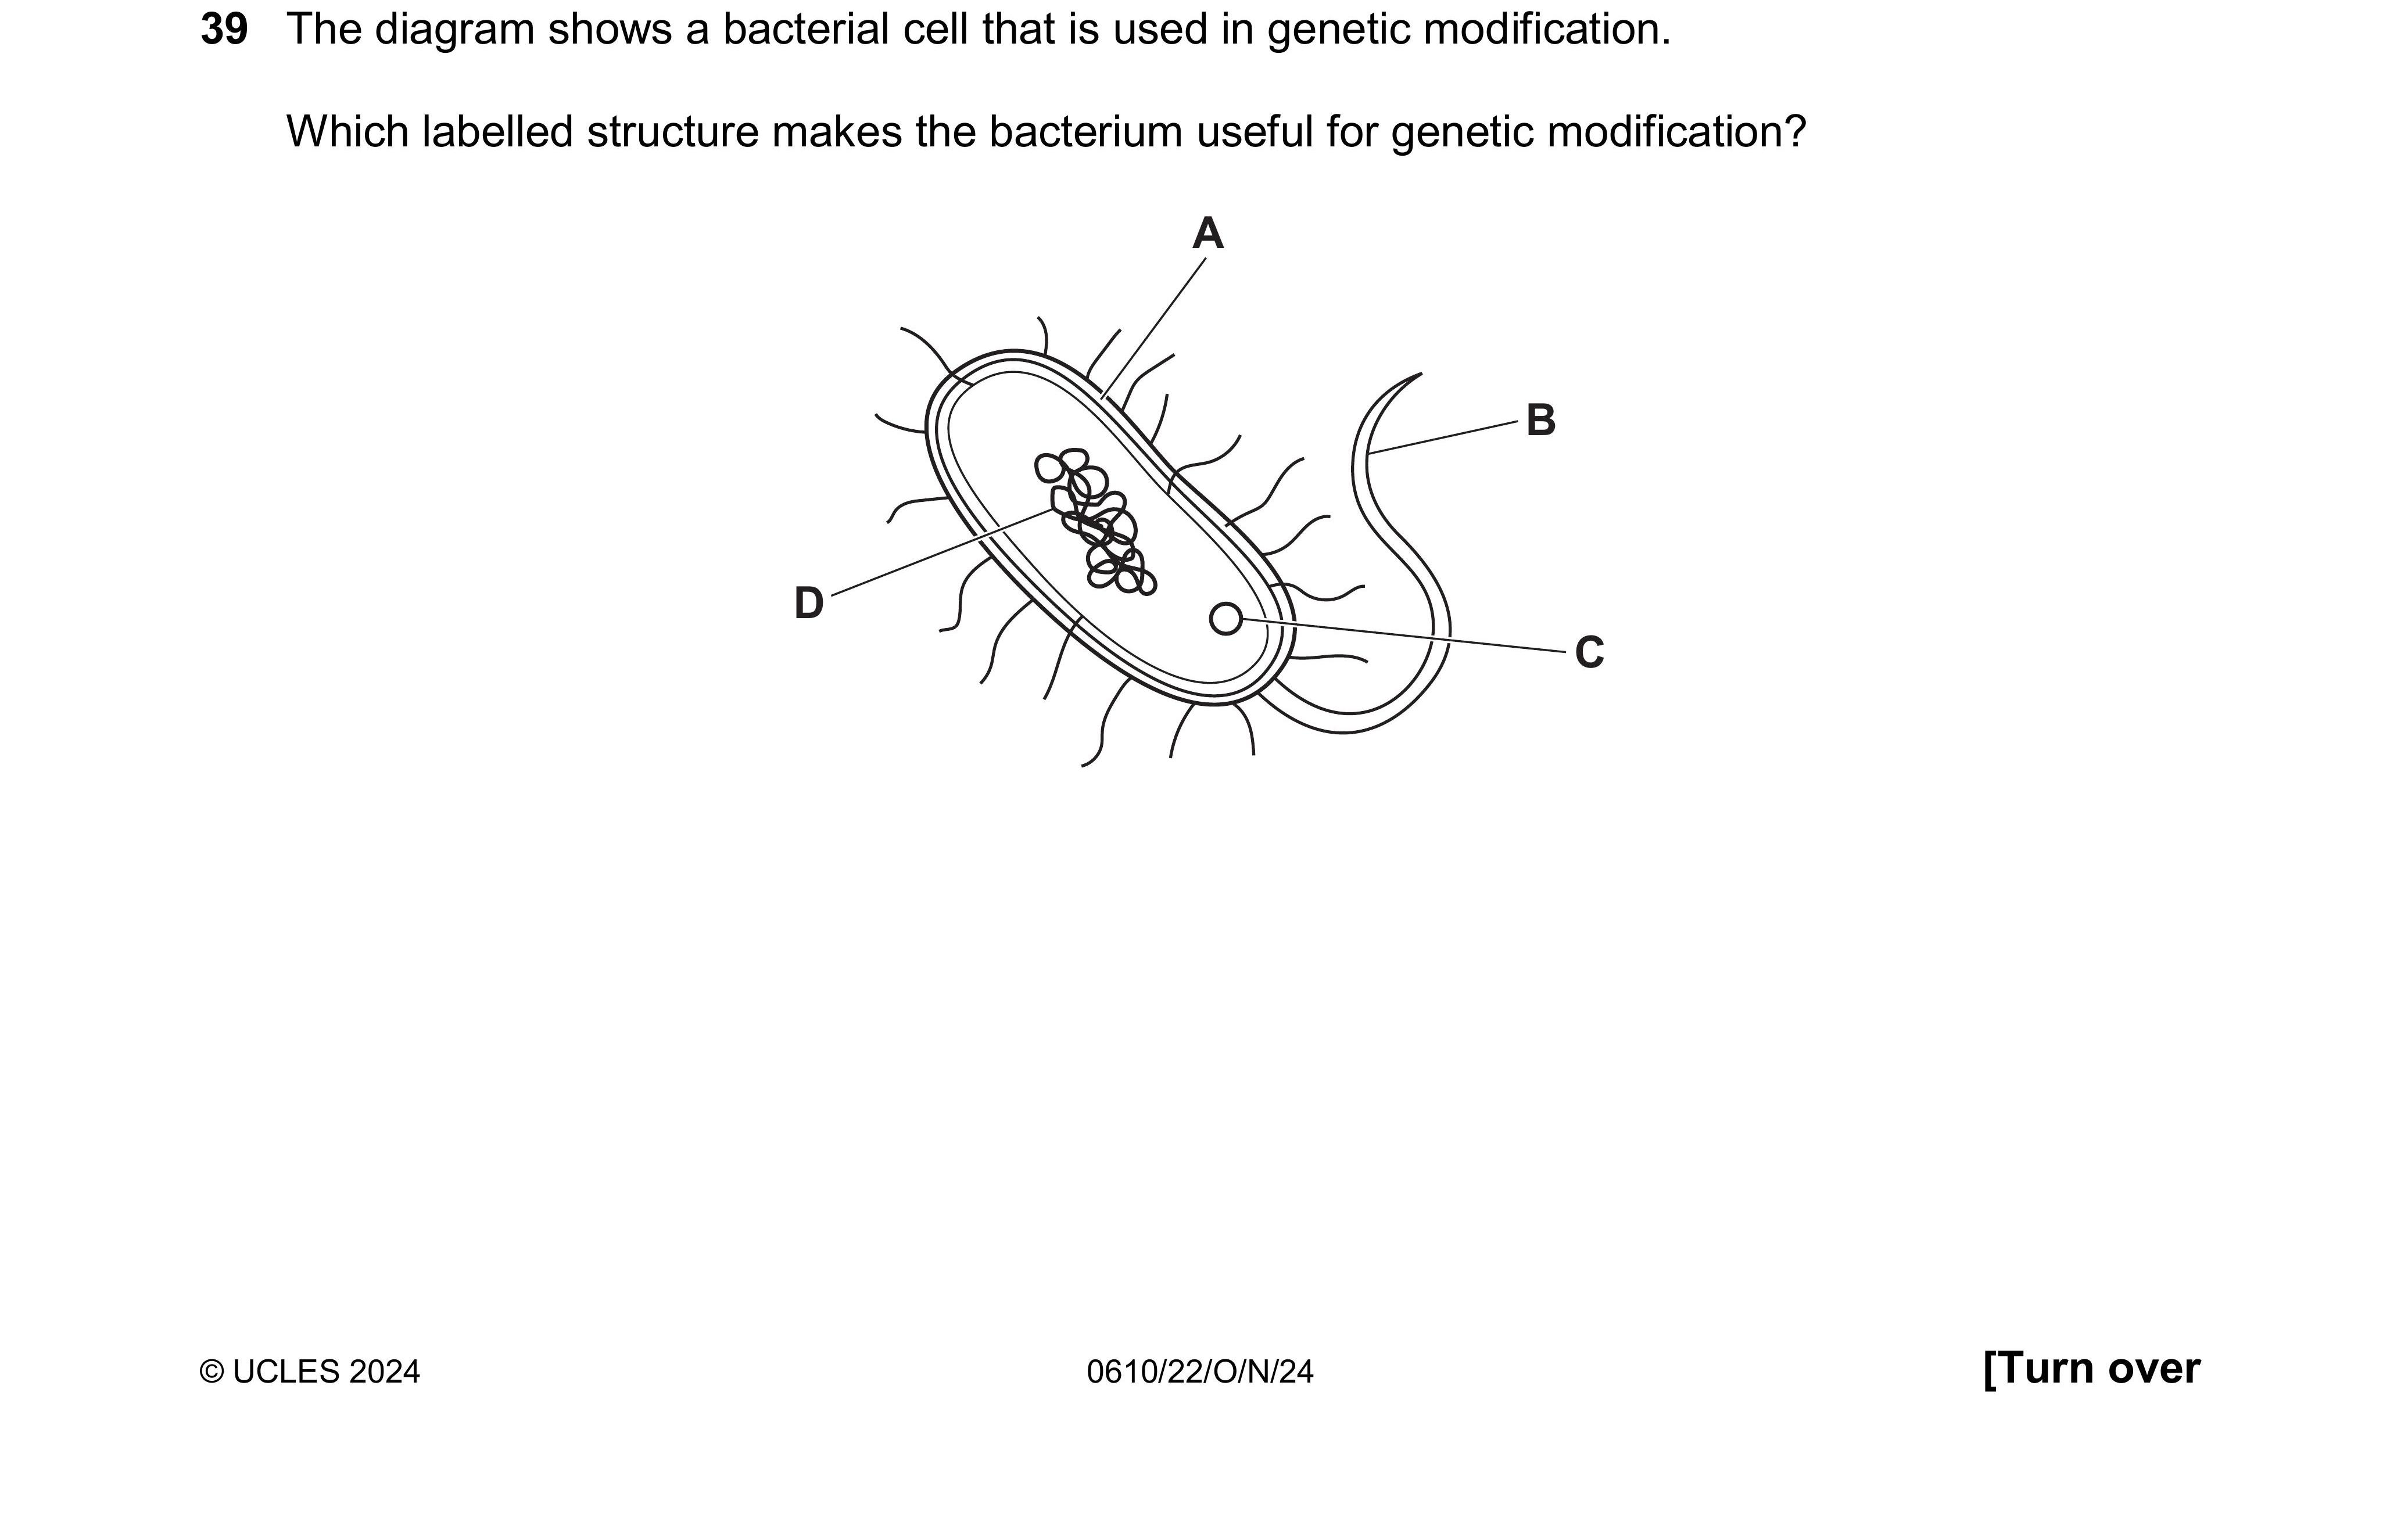 39 The diagram shows a bacterial cell that is used in genetic modification.
Which labelled structure makes the bacterium useful for genetic modification?
A
B
D
C
© UCLES 2024 0610/22/O/N/24 [Turn over